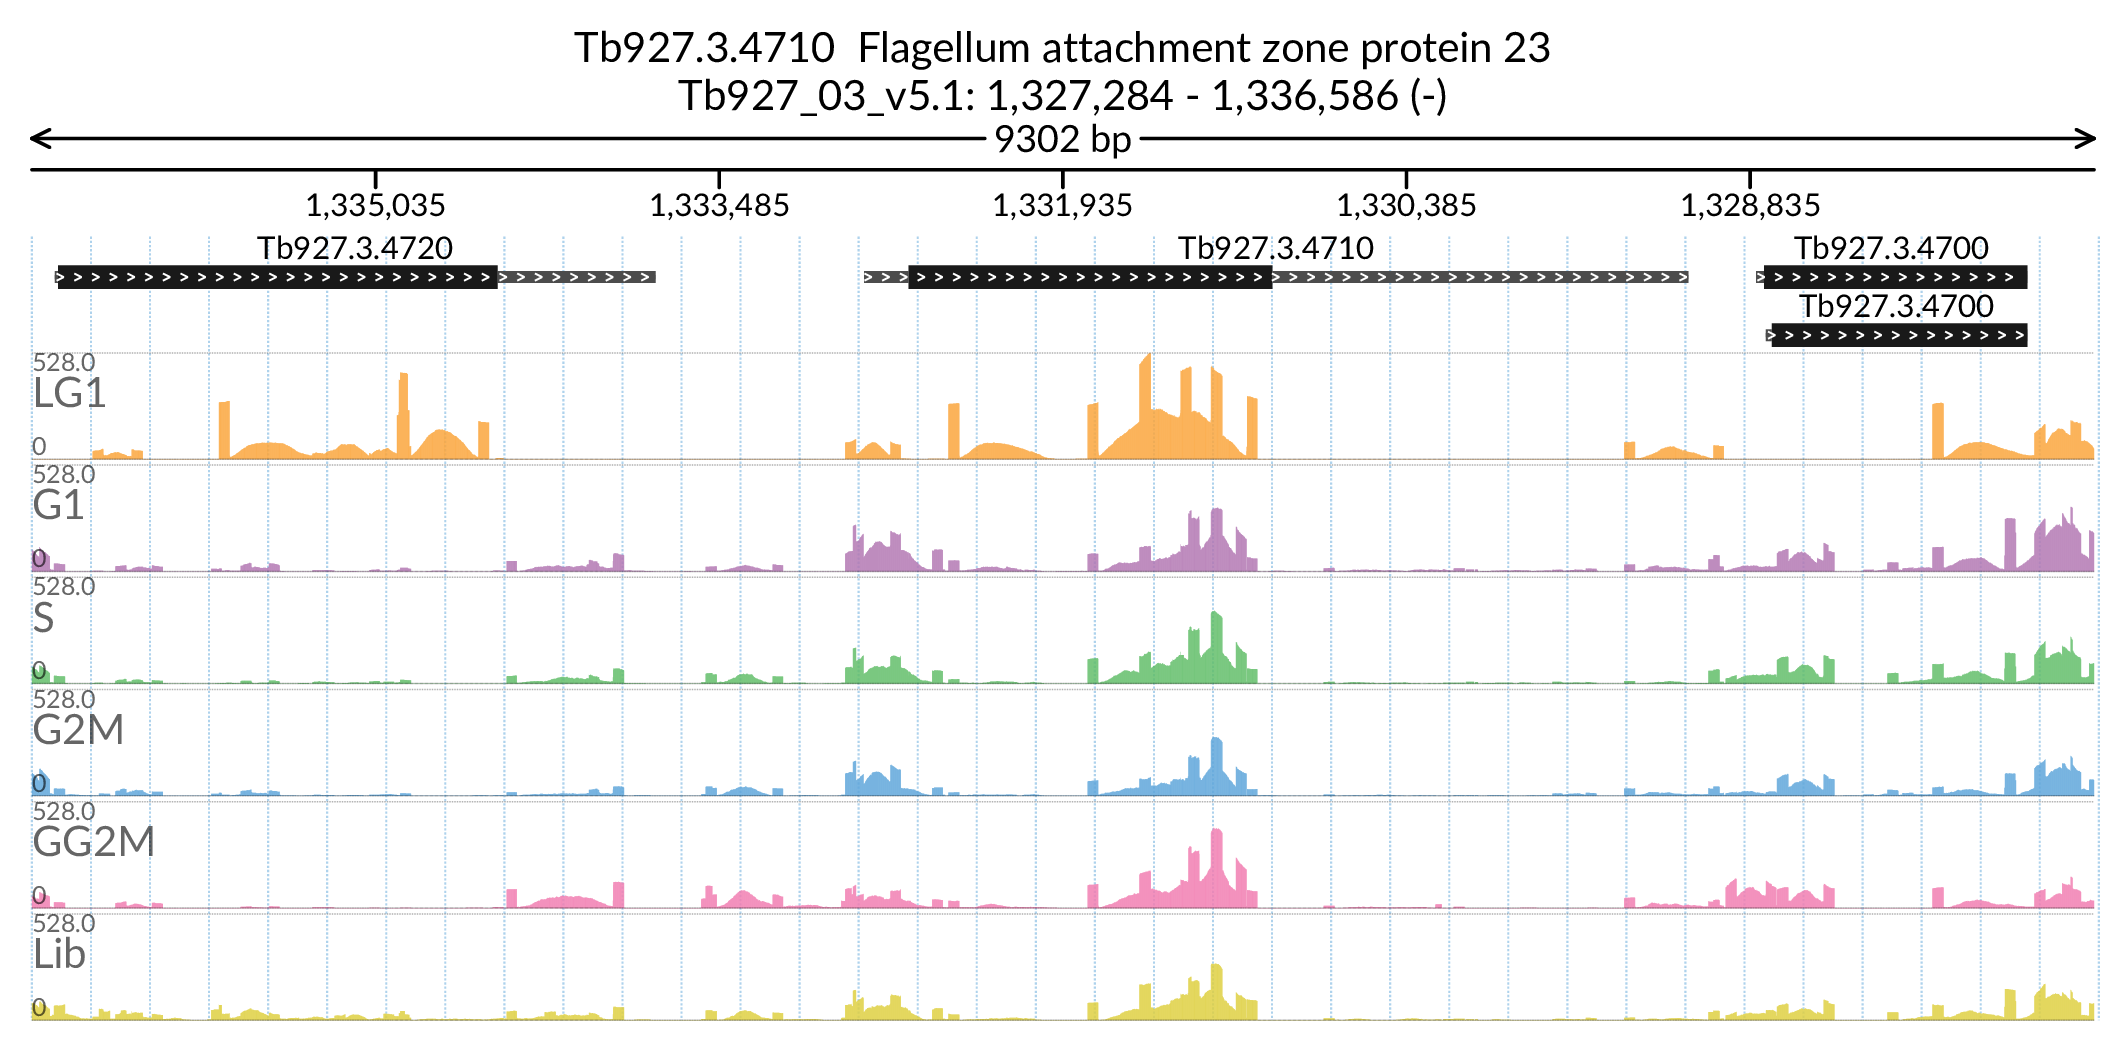 Tb927.3.4710  Flagellum attachment zone protein 23
Tb927_03_v5.1: 1,327,284 - 1,336,586 (-)
9302 bp
1,335,035 1,333,485 1,331,935 1,330,385 1,328,835
Tb927.3.4720 Tb927.3.4710 Tb927.3.4700
Tb927.3.4700
528.0
LG1
0
528.0
G1
0
528.0
S
0
528.0
G2M
0
528.0
GG2M
0
528.0
Lib
0